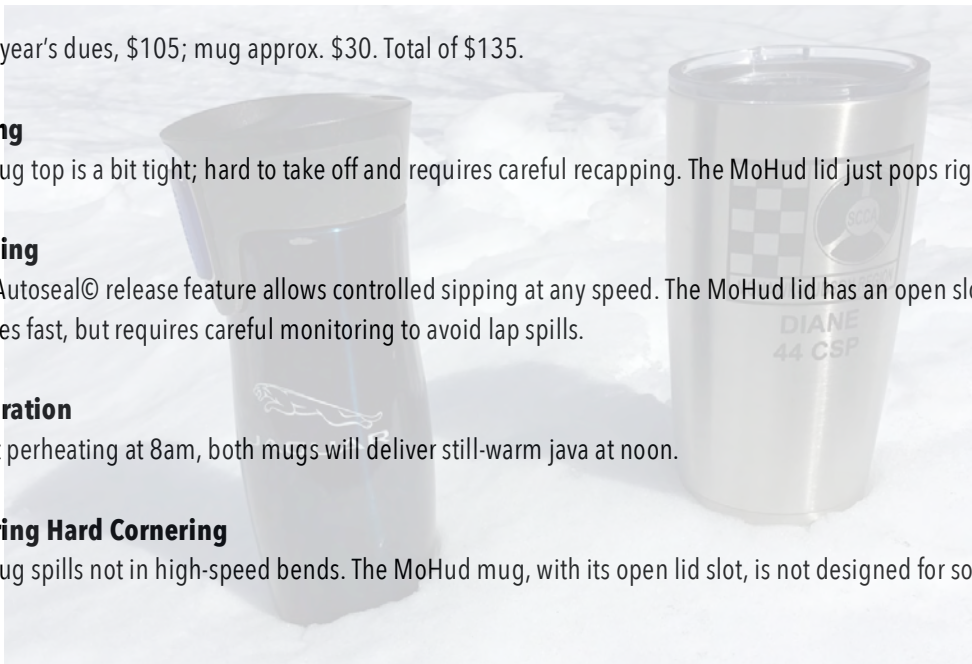 year's dues, $105; mug approx. $30. Total of $135.
ng
ug top is a bit tight; hard to take off and requires careful recapping. The MoHud lid just pops rig
ing
Autoseal© release feature allows controlled sipping at any speed. The MoHud lid has an open slo
es fast, but requires careful monitoring to avoid lap spills.
ration
perheating at 8am, both mugs will deliver still-warm java at noon.
ring Hard Cornering
ug spills not in high-speed bends. The MoHud mug, with its open lid slot, is not designed for so
SCCA
DIANE
44 CSP
JAGUAR